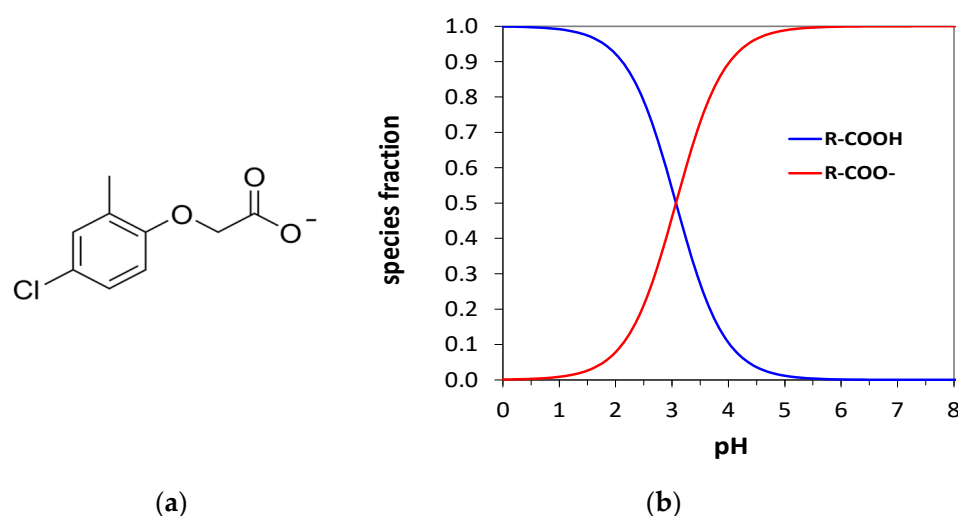 O
O
O
-
Cl
(a)
species fraction
1.0
0.9
0.8
0.7
0.6
0.5
0.4
0.3
0.2
0.1
0.0
R-COOH
R-COO-
0 1 2 3 4 5 6 7 8
pH
(b)